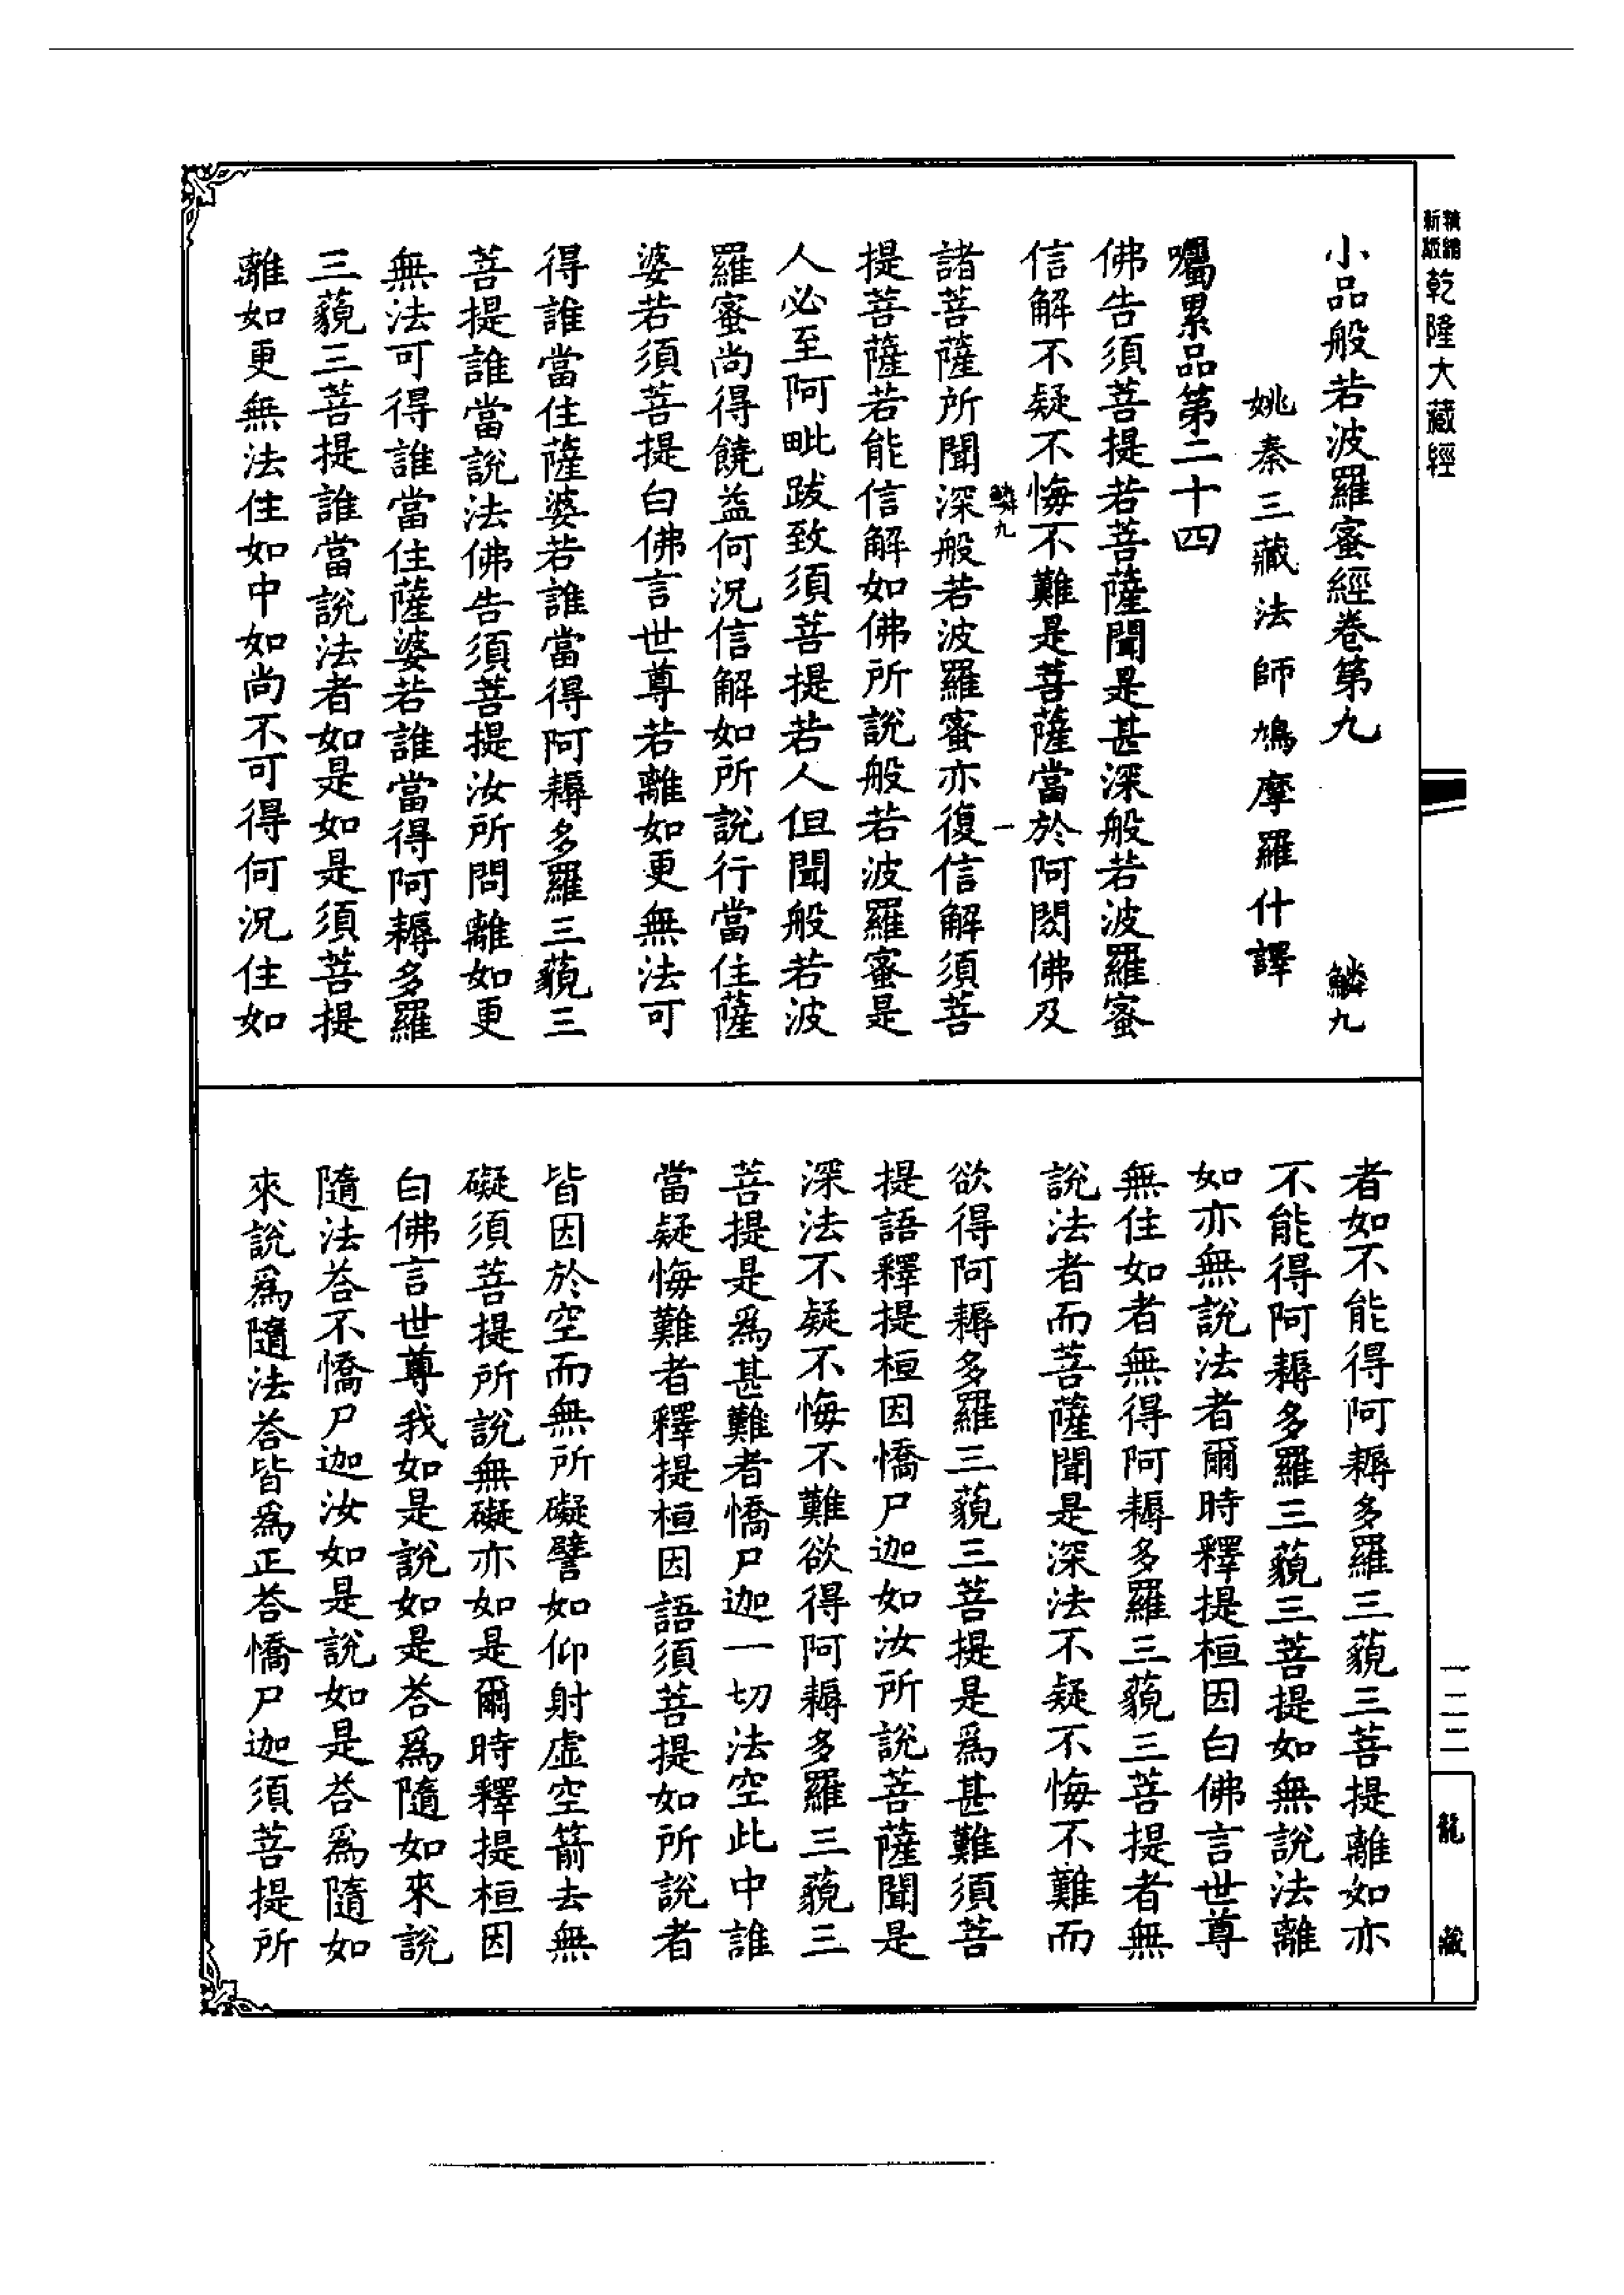 精編
新版
乾隆大藏經
小品般若波羅蜜經卷第九 鱗九
姚秦三藏法師鳩摩羅什譯
囑累品第二十四
佛告須菩提若菩薩聞是甚深般若波羅蜜
信解不疑不悔不難是菩薩當於阿閦佛及
鱗九 一
諸菩薩所聞深般若波羅蜜亦復信解須菩
提菩薩若能信解如佛所說般若波羅蜜是
人必至阿毗跋致須菩提若人但聞般若波
羅蜜尚得饒益何況信解如所說行當住薩
婆若須菩提白佛言世尊若離如更無法可
得誰當住薩婆若誰當得阿耨多羅三藐三
菩提誰當說法佛告須菩提汝所問離如更
無法可得誰當住薩婆若誰當得阿耨多羅
三藐三菩提誰當說法者如是如是須菩提
離如更無法住如中如尚不可得何況住如
者如不能得阿耨多羅三藐三菩提離如亦
不能得阿耨多羅三藐三菩提如無說法離
如亦無說法者爾時釋提桓因白佛言世尊
無住如者無得阿耨多羅三藐三菩提者無
說法者而菩薩聞是深法不疑不悔不難而
欲得阿耨多羅三藐三菩提是為甚難須菩
提語釋提桓因憍尸迦如汝所說菩薩聞是
深法不疑不悔不難欲得阿耨多羅三藐三
菩提是為甚難者憍尸迦一切法空此中誰
當疑悔難者釋提桓因語須菩提如所說者
皆因於空而無所礙譬如仰射虛空箭去無
礙須菩提所說無礙亦如是爾時釋提桓因
白佛言世尊我如是說如是荅為隨如來說
隨法荅不憍尸迦汝如是說如是荅為隨如
來說為隨法荅皆為正荅憍尸迦須菩提所
一二二
龍藏